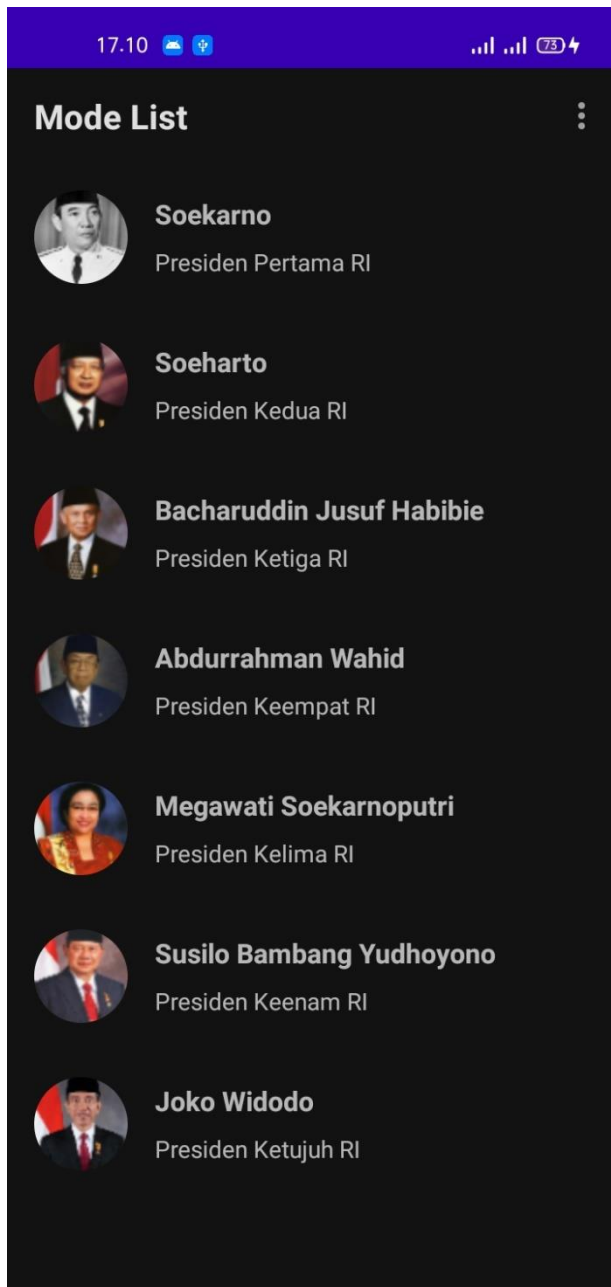 17.10
73
Mode List
Soekarno
Presiden Pertama RI
Soeharto
Presiden Kedua RI
Bacharuddin Jusuf Habibie
Presiden Ketiga RI
Abdurrahman Wahid
Presiden Keempat RI
Megawati Soekarnoputri
Presiden Kelima RI
Susilo Bambang Yudhoyono
Presiden Keenam RI
Joko Widodo
Presiden Ketujuh RI